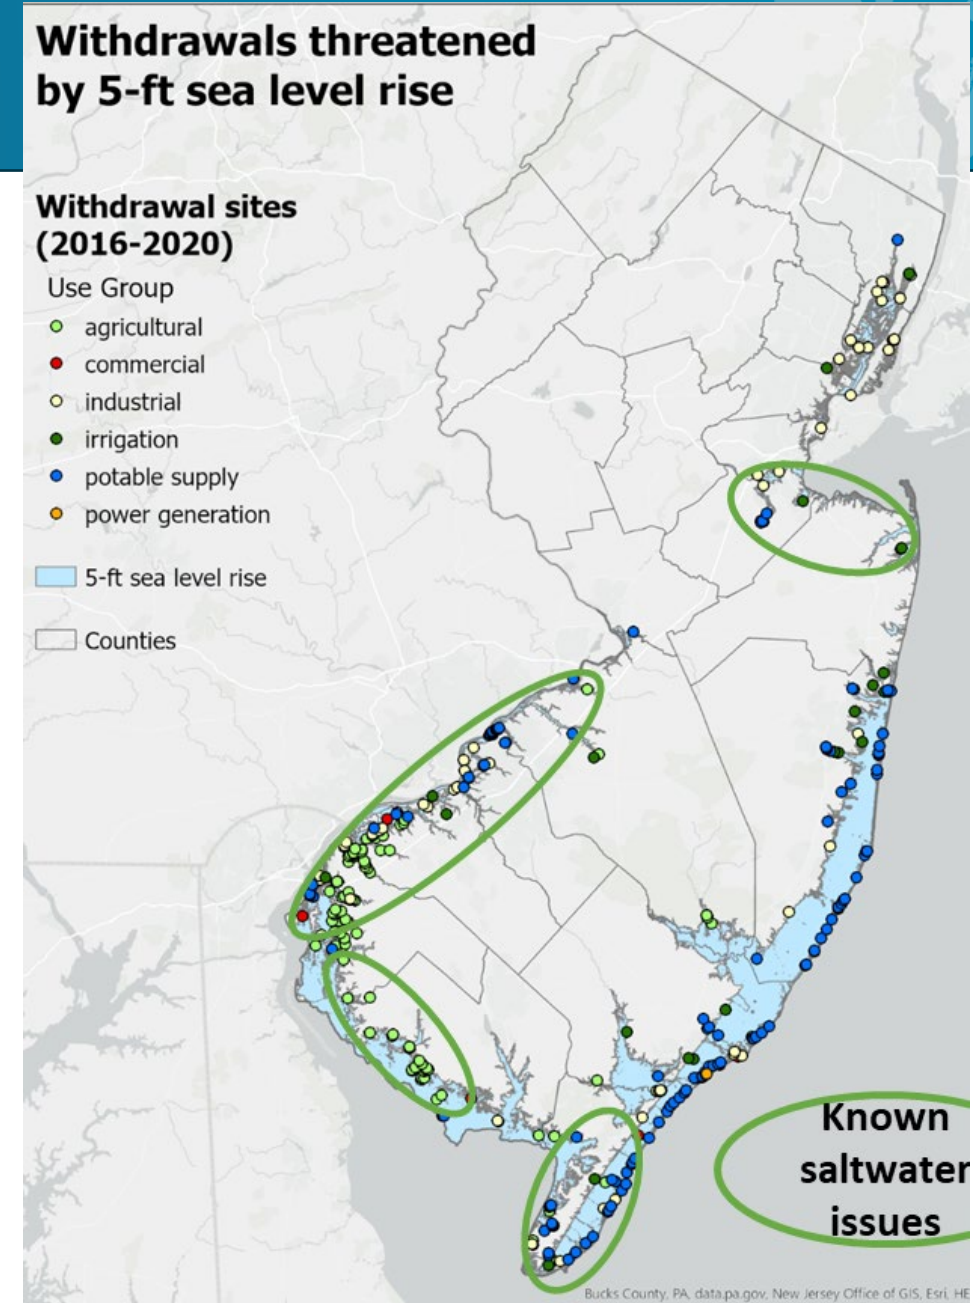 Withdrawals threatened
by 5-ft sea level rise
Withdrawal sites
(2016-2020)
Use Group
agricultural
commercial
industrial
irrigation
potable supply
power generation
5-ft sea level rise
Counties
Known
saltwater
issues
Bucks County, PA, data.pa.gov, New Jersey Office of GIS, Esri, HE